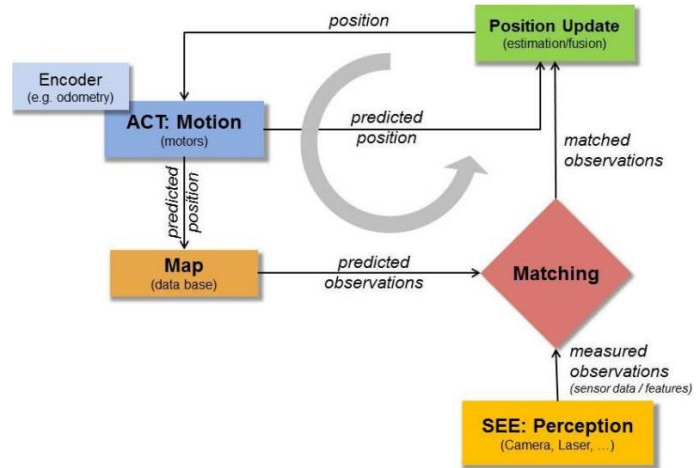 position
Position Update
(estimation/fusion)
Encoder
(e.g. odometry)
ACT: Motion
(motors)
predicted
position
matched
observations
predicted
position
Map
(data base)
predicted
observations
Matching
measured
observations
(sensor data / features)
SEE: Perception
(Camera, Laser, …)